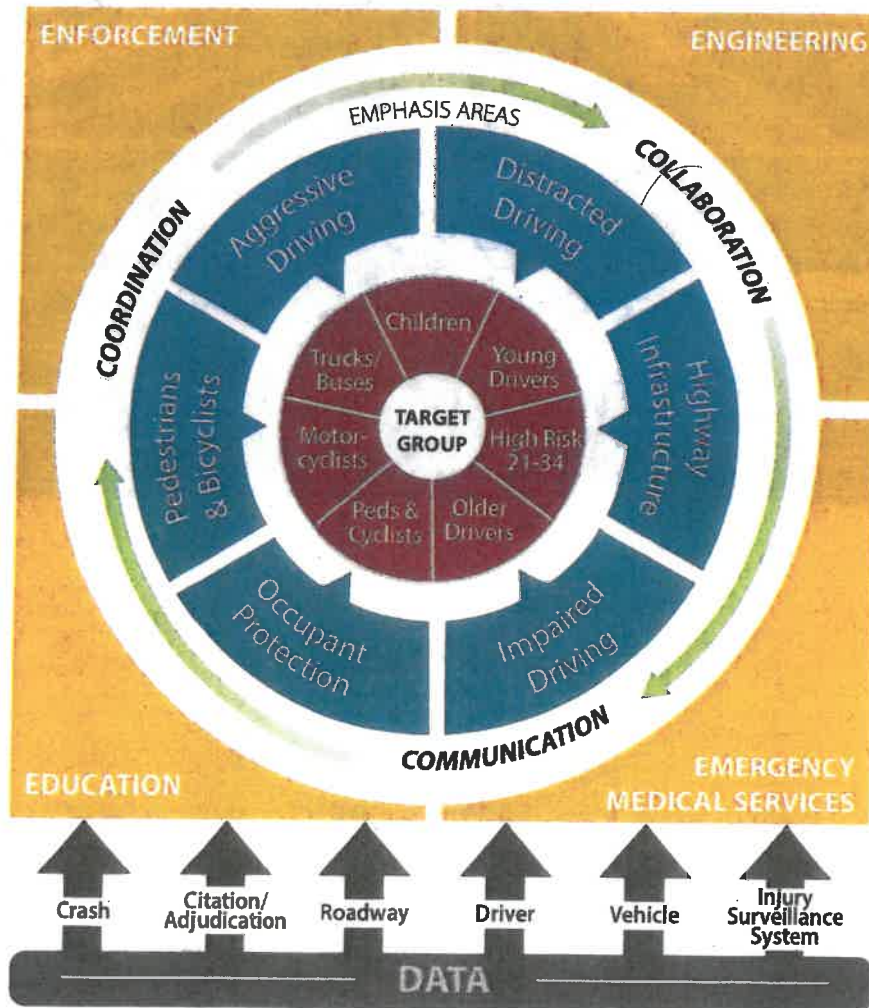 ENFORCEMENT
ENGINEERING
EMPHASIS AREAS
COORDINATION
COLLABORATION
COMMUNICATION
Aggressive
Driving
Distracted
Driving
Highway
Infrastructure
Impaired
Driving
Occupant
Protection
Pedestrians
& Bicyclists
Children
Young
Drivers
High Risk
21-34
Older
Drivers
Peds &
Cyclists
Motor-
cyclists
Trucks/
Buses
TARGET
GROUP
EDUCATION
EMERGENCY
MEDICAL SERVICES
Crash
Citation/
Adjudication
Roadway
Driver
Vehicle
Injury
Surveillance
System
DATA